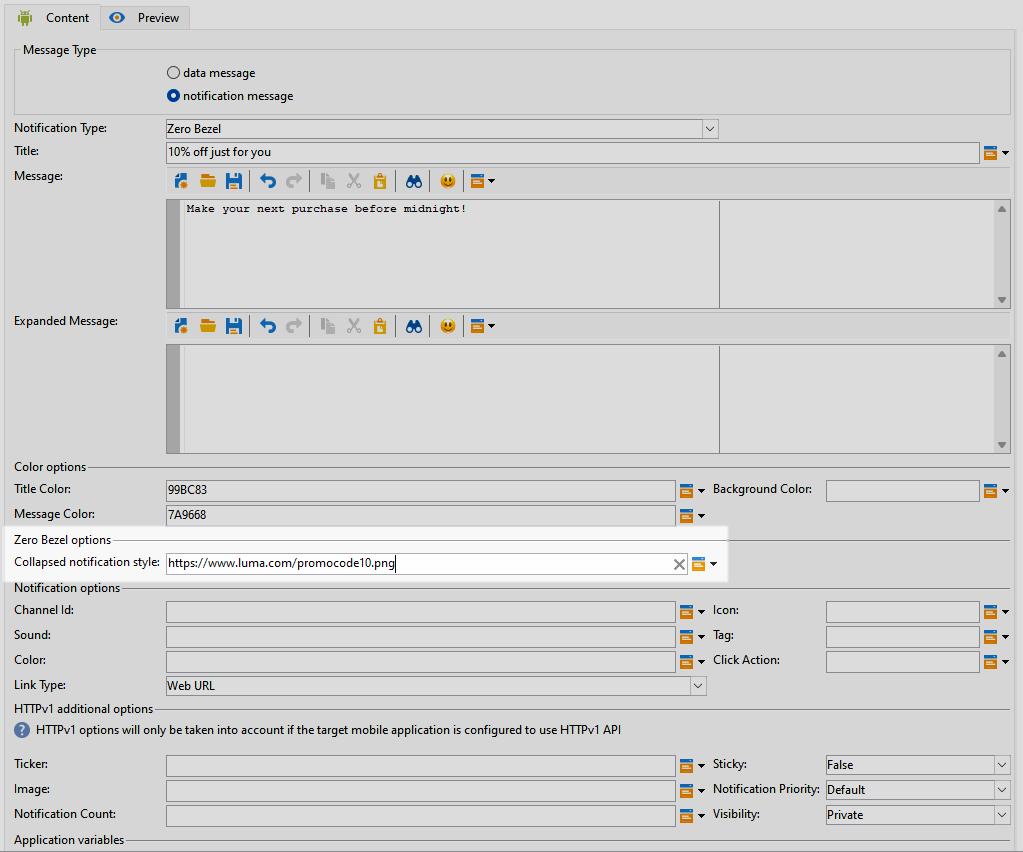 Content Preview
Message Type
data message
notification message
Notification Type: Zero Bezel
Title: 10% off just for you
Message:
Make your next purchase before midnight!
Expanded Message:
Color options
Title Color: 99BC83 Background Color:
Message Color: 7A9668
Zero Bezel options
Collapsed notification style: https://www.luma.com/promocode10.png
Notification options
Channel Id: Icon:
Sound: Tag:
Color: Click Action:
Link Type: Web URL
HTTPv1 additional options
? HTTPv1 options will only be taken into account if the target mobile application is configured to use HTTPv1 API
Ticker: Sticky: False
Image: Notification Priority: Default
Notification Count: Visibility: Private
Application variables